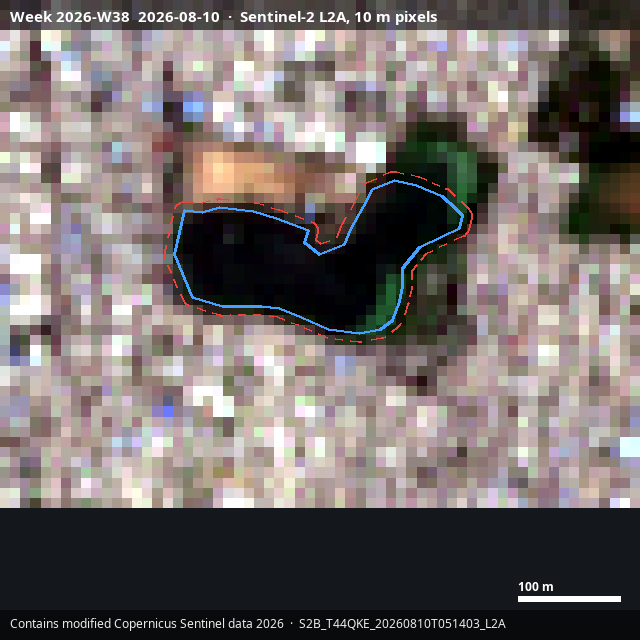 Week 2026-W38  2026-08-10  ·  Sentinel-2 L2A, 10 m pixels
100 m
Contains modified Copernicus Sentinel data 2026  ·  S2B_T44QKE_20260810T051403_L2A